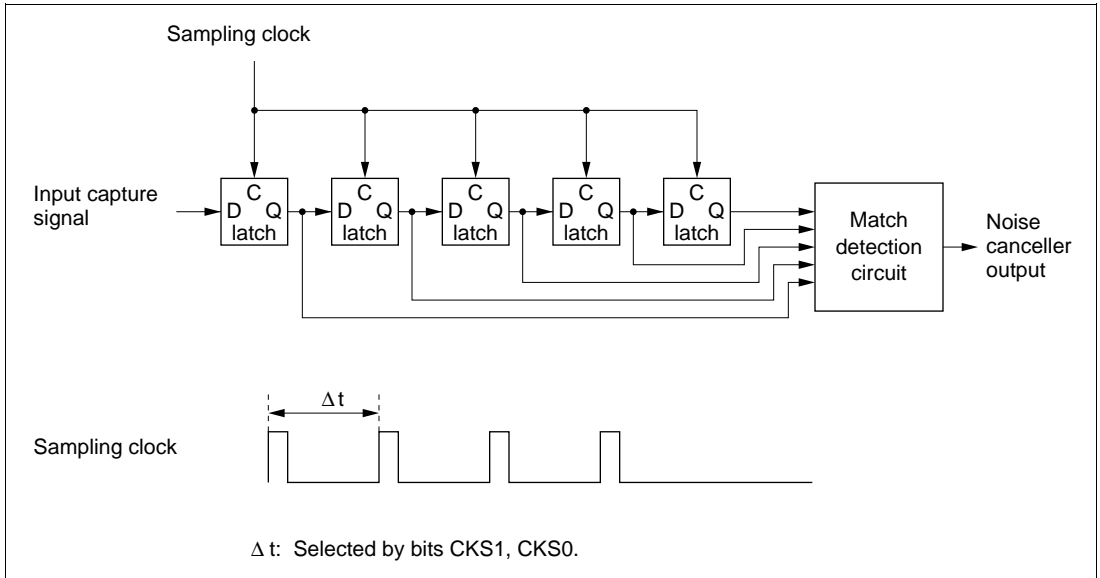 Sampling clock
Input capture
signal
C
D Q
latch
C
D Q
latch
C
D Q
latch
C
D Q
latch
C
D Q
latch
Match
detection
circuit
Noise
canceller
output
Δ t
Sampling clock
Δ t: Selected by bits CKS1, CKS0.